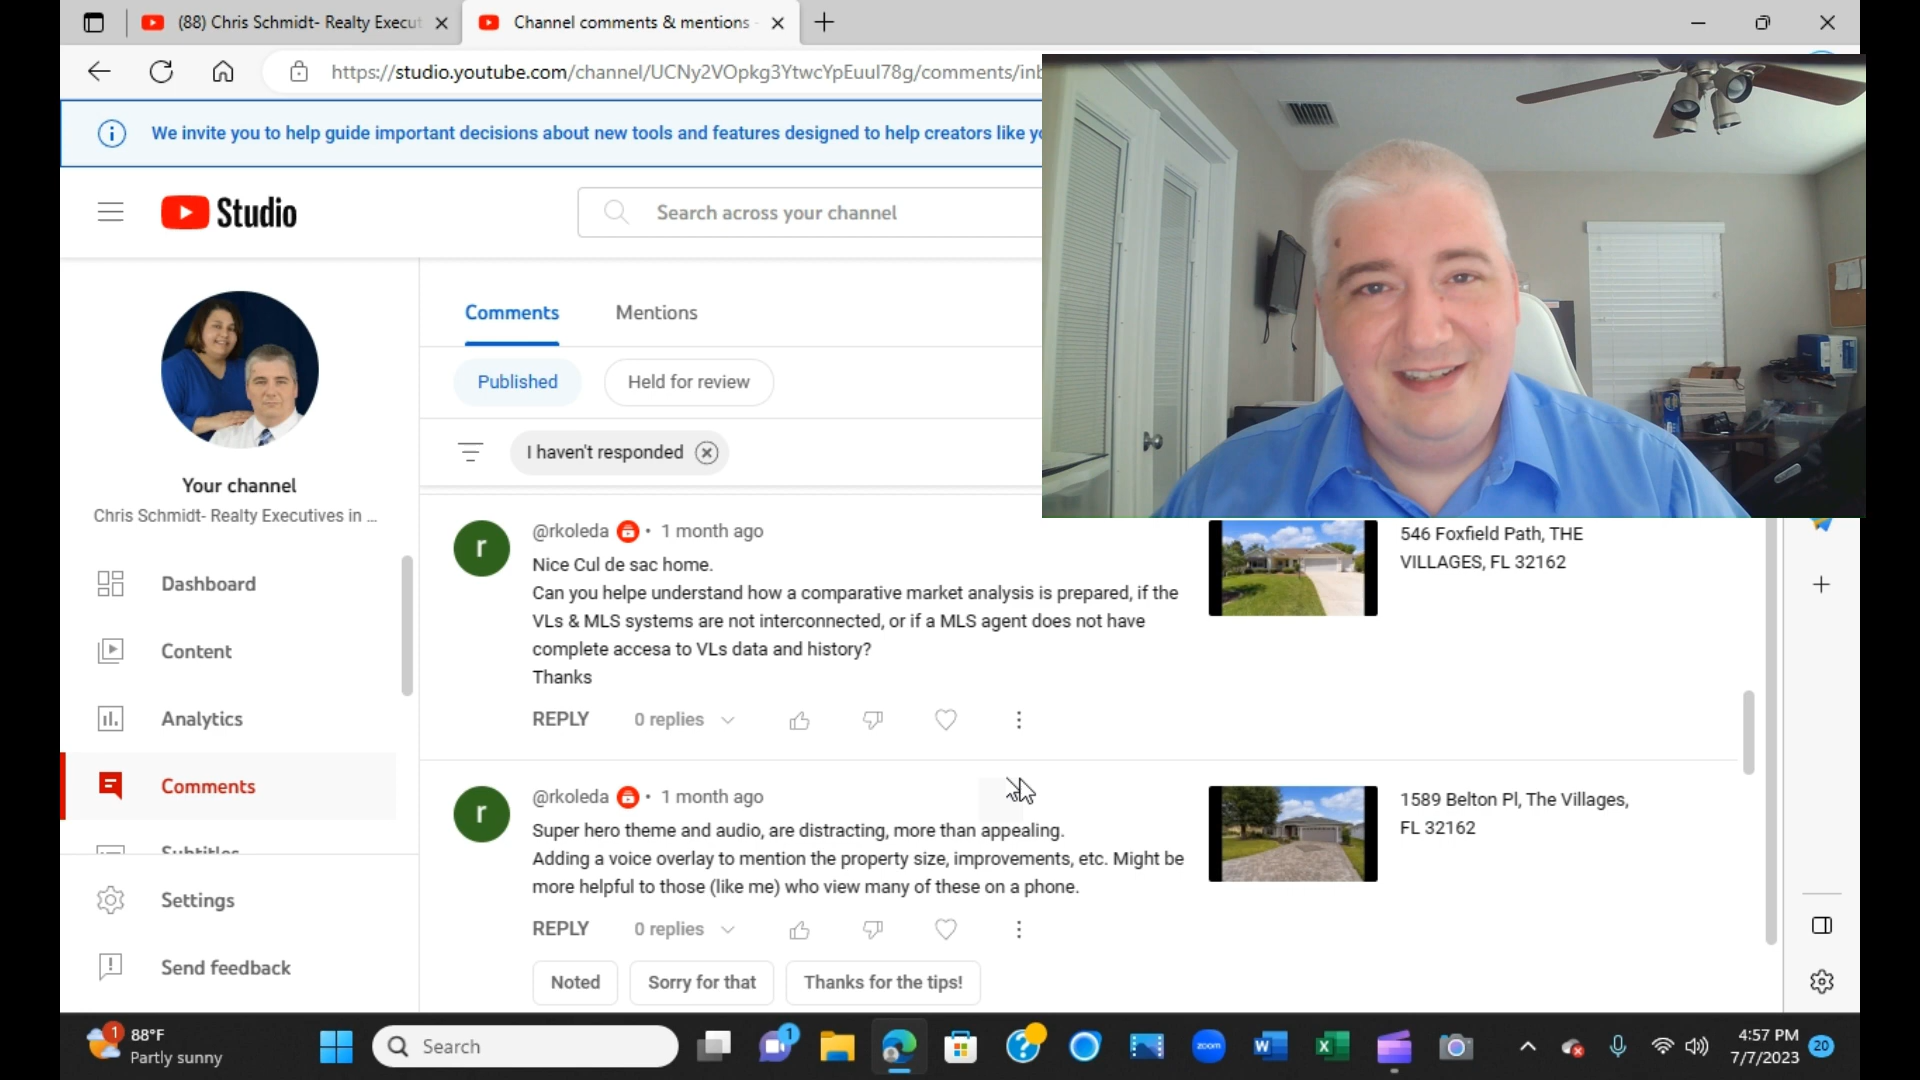 (88) Chris Schmidt- Realty Execut
Channel comments & mentions -
https://studio.youtube.com/channel/UCNy2VOpkg3YtwcYpEuuI78g/comments/inb
We invite you to help guide important decisions about new tools and features designed to help creators like yo
Studio
Search across your channel
Comments
Mentions
Published
Held for review
I haven't responded
Your channel
Chris Schmidt- Realty Executives in ...
Dashboard
Content
Analytics
Comments
Subtitles
Settings
Send feedback
r
@rkoleda • 1 month ago
Nice Cul de sac home.
Can you helpe understand how a comparative market analysis is prepared, if the
VLs & MLS systems are not interconnected, or if a MLS agent does not have
complete accesa to VLs data and history?
Thanks
REPLY
0 replies
546 Foxfield Path, THE
VILLAGES, FL 32162
r
@rkoleda • 1 month ago
Super hero theme and audio, are distracting, more than appealing.
Adding a voice overlay to mention the property size, improvements, etc. Might be
more helpful to those (like me) who view many of these on a phone.
REPLY
0 replies
Noted
Sorry for that
Thanks for the tips!
1589 Belton Pl, The Villages,
FL 32162
1
88°F
Partly sunny
Search
1
zoom
W
X
4:57 PM
7/7/2023
20